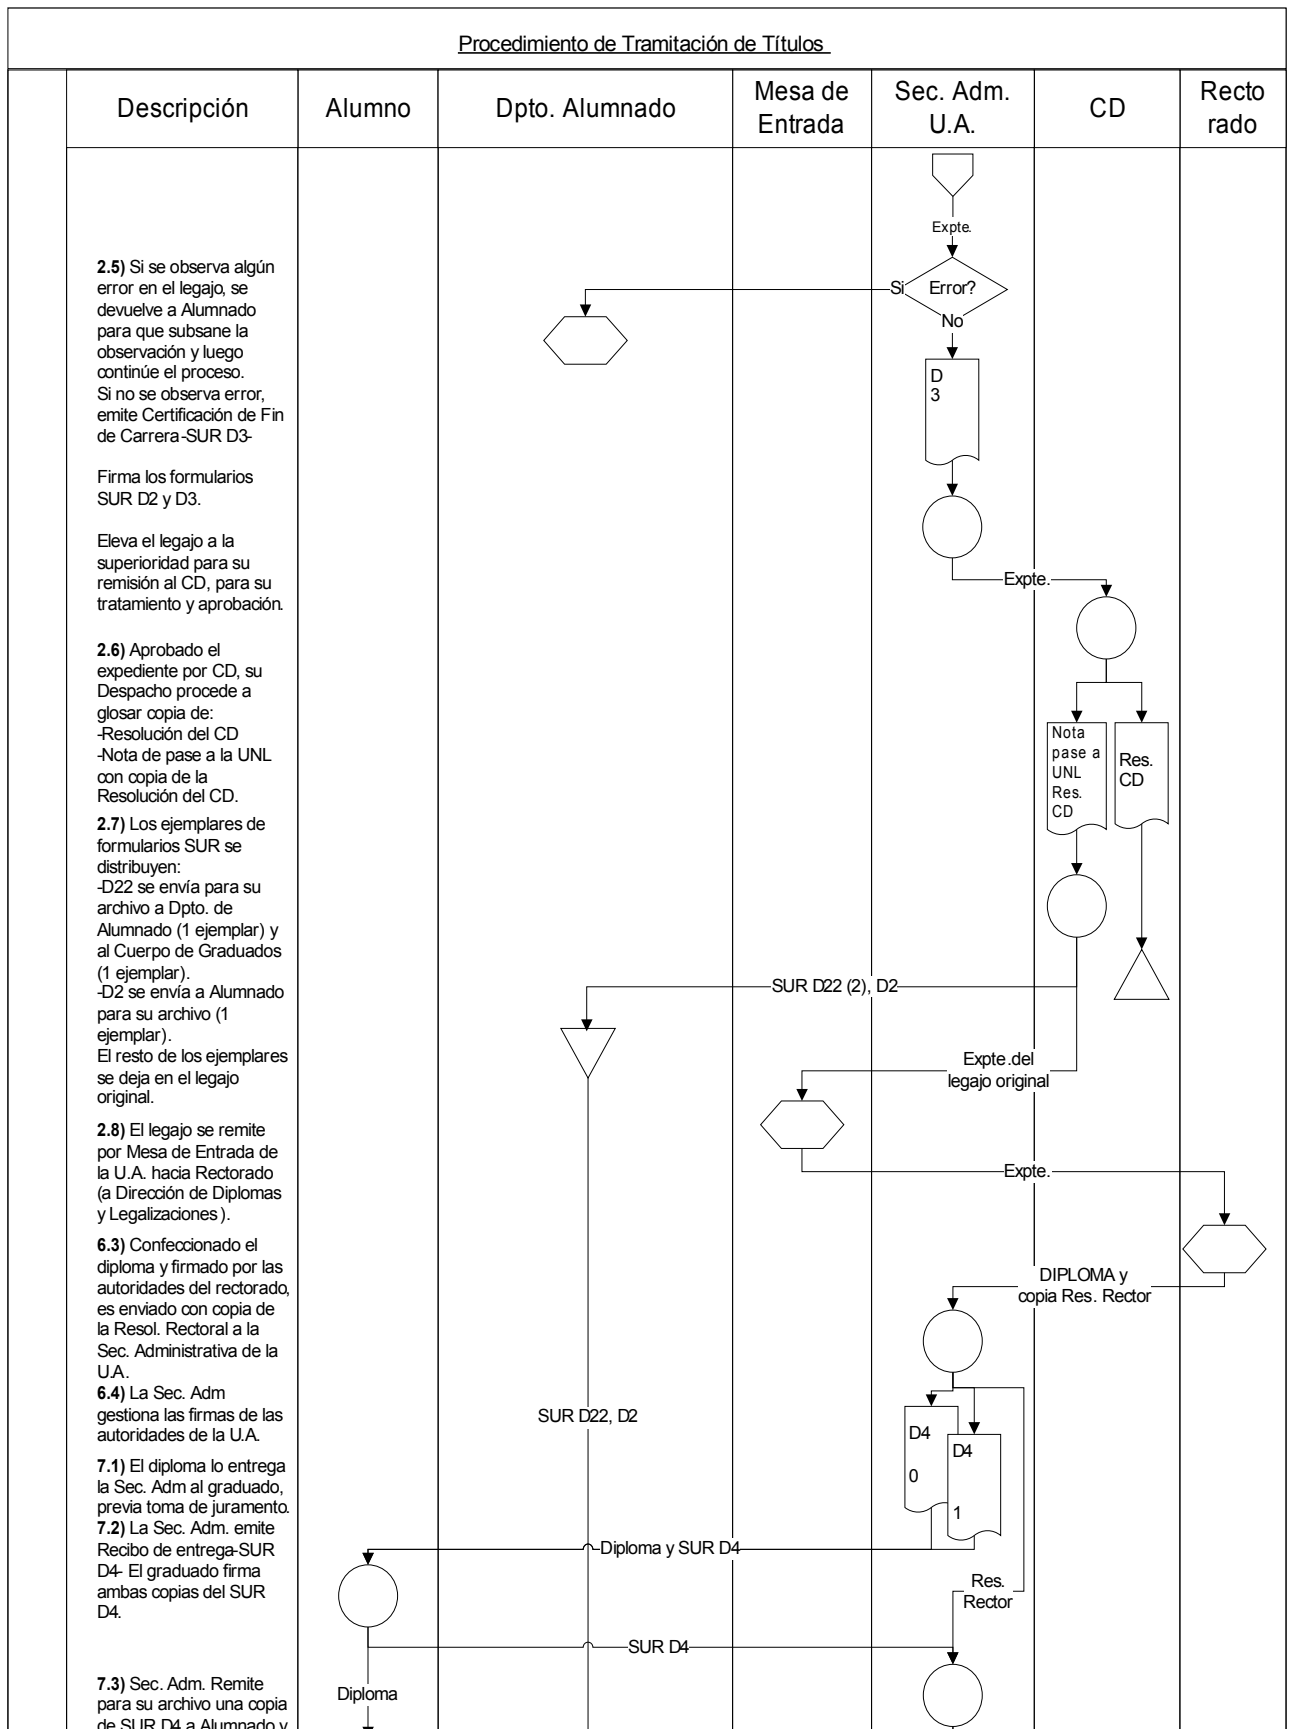 Procedimiento de Tramitación de Títulos
Descripción
Alumno
Dpto. Alumnado
Mesa de
Entrada
Sec. Adm.
U.A.
CD
Recto
rado
2.5) Si se observa algún
error en el legajo, se
devuelve a Alumnado
para que subsane la
observación y luego
continúe el proceso.
Si no se observa error,
emite Certificación de Fin
de Carrera-SUR D3-
Firma los formularios
SUR D2 y D3.
Eleva el legajo a la
superioridad para su
remisión al CD, para su
tratamiento y aprobación.
2.6) Aprobado el
expediente por CD, su
Despacho procede a
glosar copia de:
-Resolución del CD
-Nota de pase a la UNL
con copia de la
Resolución del CD.
2.7) Los ejemplares de
formularios SUR se
distribuyen:
-D22 se envía para su
archivo a Dpto. de
Alumnado (1 ejemplar) y
al Cuerpo de Graduados
(1 ejemplar).
-D2 se envía a Alumnado
para su archivo (1
ejemplar).
El resto de los ejemplares
se deja en el legajo
original.
2.8) El legajo se remite
por Mesa de Entrada de
la U.A. hacia Rectorado
(a Dirección de Diplomas
y Legalizaciones).
6.3) Confeccionado el
diploma y firmado por las
autoridades del rectorado,
es enviado con copia de
la Resol. Rectoral a la
Sec. Administrativa de la
U.A.
6.4) La Sec. Adm
gestiona las firmas de las
autoridades de la U.A.
7.1) El diploma lo entrega
la Sec. Adm al graduado,
previa toma de juramento.
7.2) La Sec. Adm. emite
Recibo de entrega-SUR
D4- El graduado firma
ambas copias del SUR
D4.
7.3) Sec. Adm. Remite
para su archivo una copia
de SUR D4 a Alumnado y
Expte.
Si
Error?
No
D
3
Expte.
Nota
pase a
UNL
Res.
CD
Res.
CD
SUR D22 (2), D2
Expte.del
legajo original
Expte.
DIPLOMA y
copia Res. Rector
SUR D22, D2
D4
0
D4
1
Diploma y SUR D4
Res.
Rector
SUR D4
Diploma